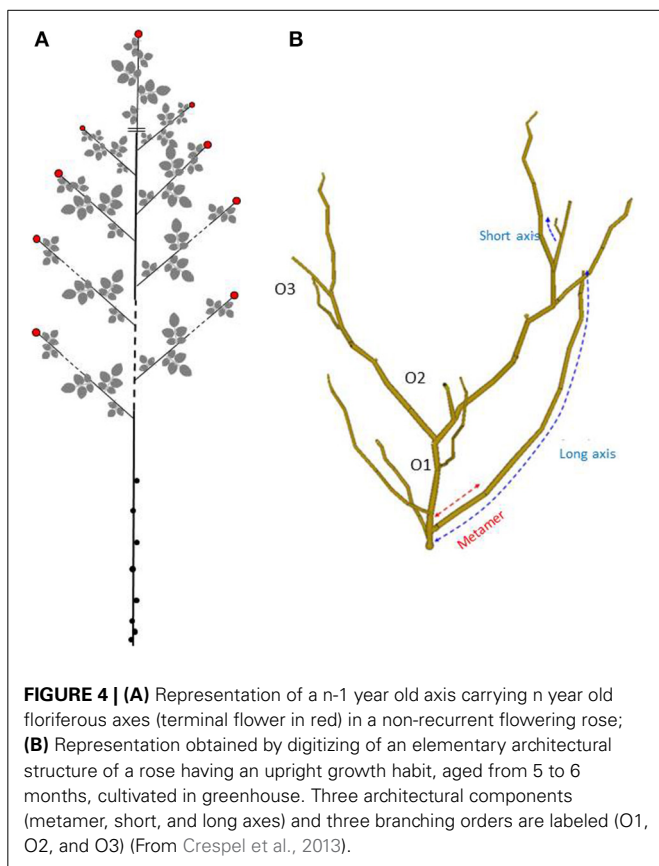 A
B
Short axis
O3
O2
O1
Long axis
Metamer
FIGURE 4 | (A) Representation of a n-1 year old axis carrying n year old
floriferous axes (terminal flower in red) in a non-recurrent flowering rose;
(B) Representation obtained by digitizing of an elementary architectural
structure of a rose having an upright growth habit, aged from 5 to 6
months, cultivated in greenhouse. Three architectural components
(metamer, short, and long axes) and three branching orders are labeled (O1,
O2, and O3) (From Crespel et al., 2013).